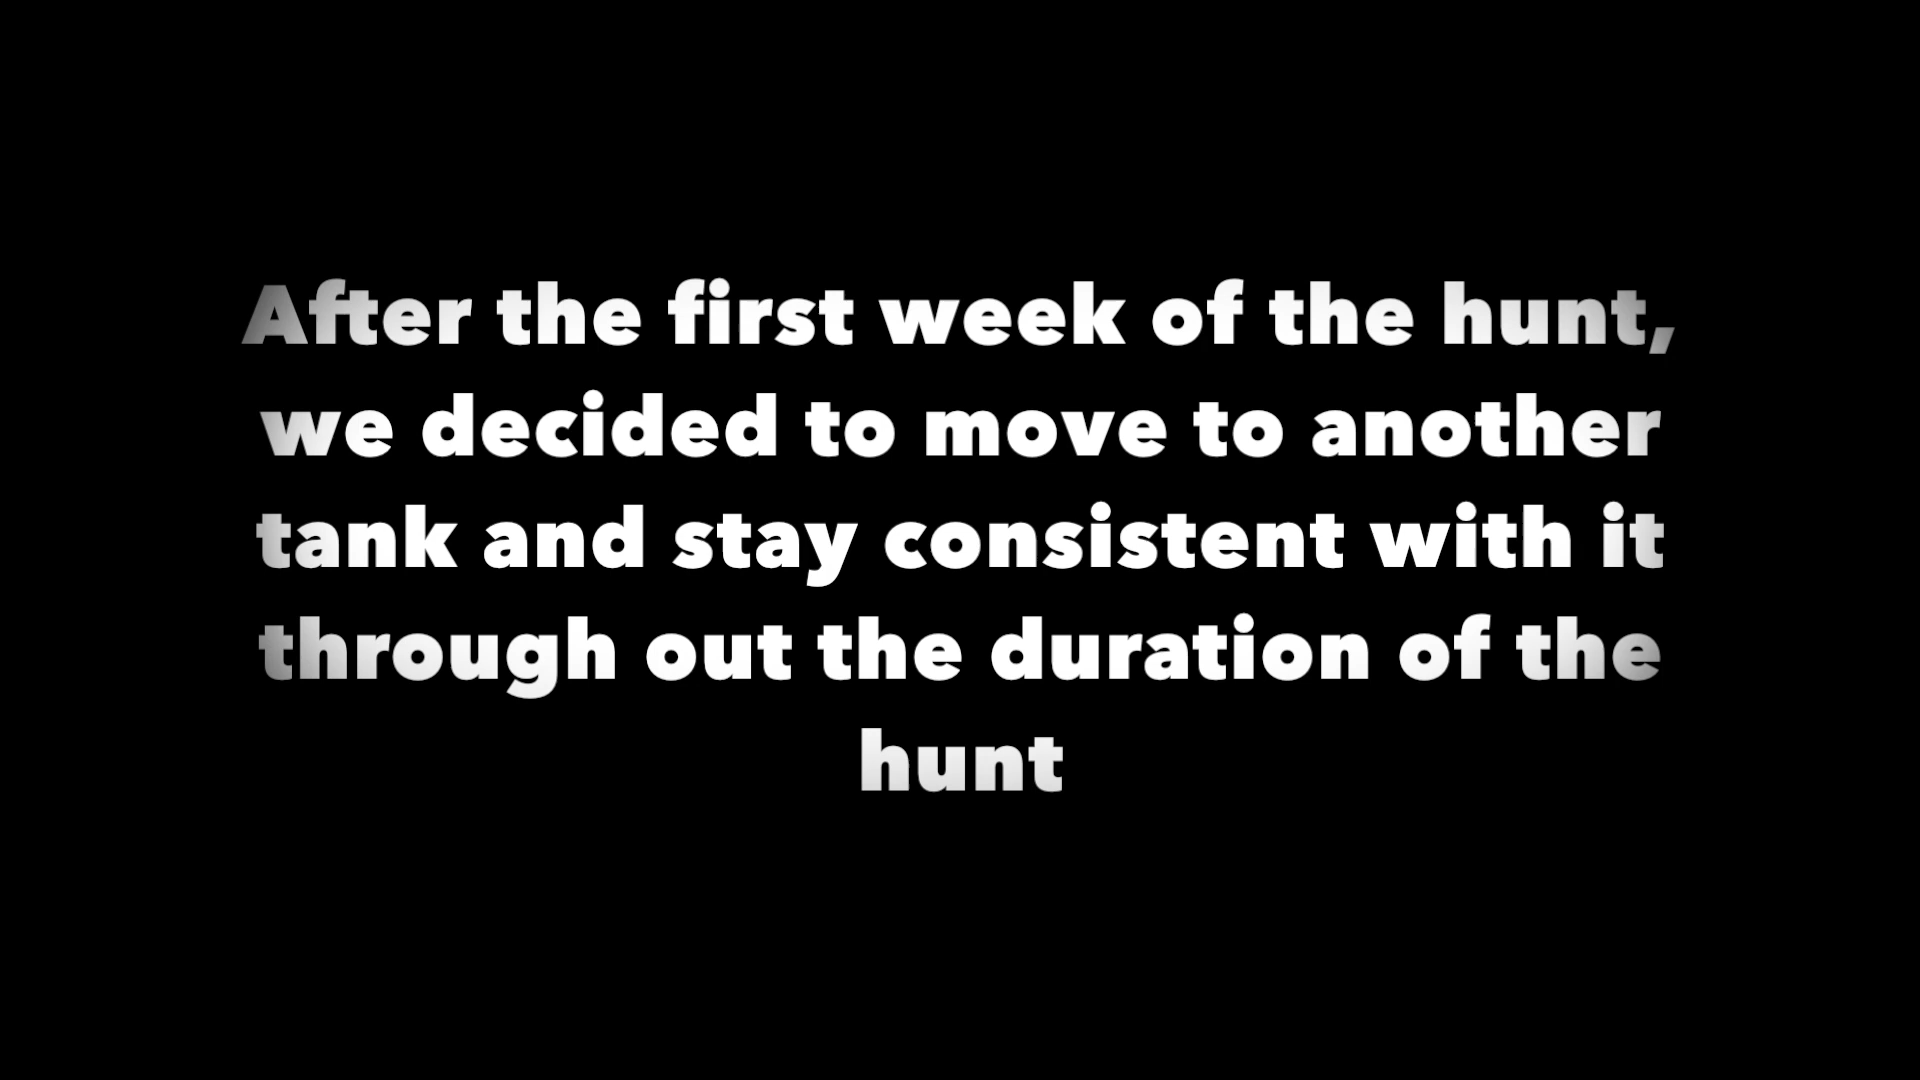 After the first week of the hunt,
we decided to move to another
tank and stay consistent with it
through out the duration of the
hunt